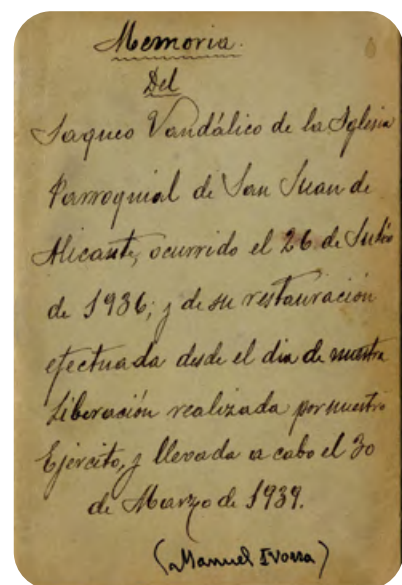 Memoria.
Del
Saqueo Vandálico de la Iglesia
Parroquial de San Juan de
Alicante, ocurrido el 26 de Julio
de 1936; y de su restauración
efectuada desde el dia de nuestra
Liberación realizada por nuestro
Ejército, y llevada a cabo el 30
de Marzo de 1939.
(Manuel Ivorra)